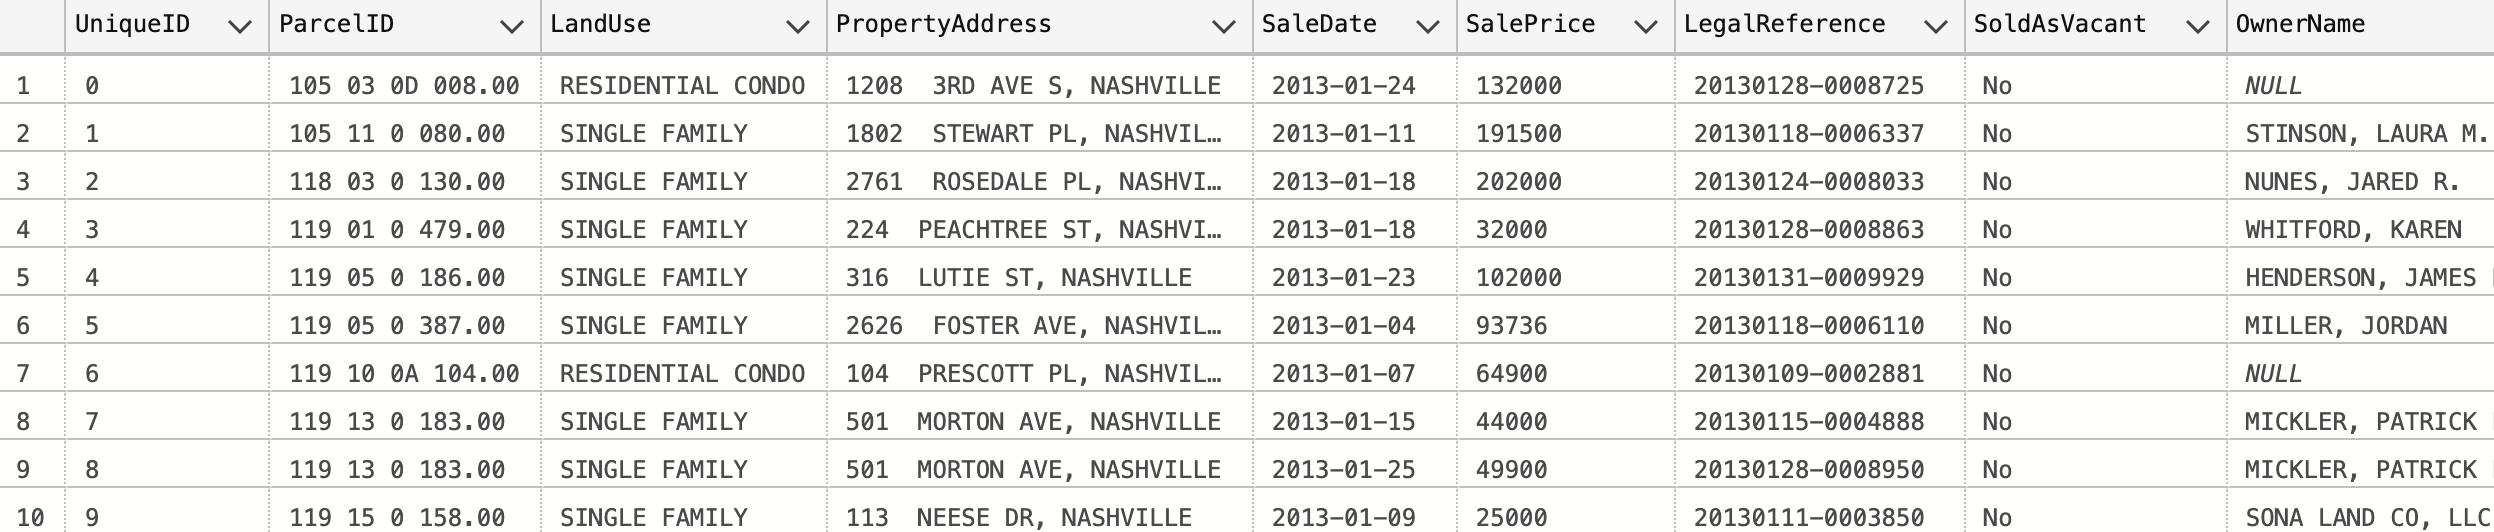 UniqueID ParcelID LandUse PropertyAddress SaleDate SalePrice LegalReference SoldAsVacant OwnerName
1 0 105 03 0D 008.00 RESIDENTIAL CONDO 1208  3RD AVE S, NASHVILLE 2013-01-24 132000 20130128-0008725 No NULL
2 1 105 11 0 080.00 SINGLE FAMILY 1802  STEWART PL, NASHVIL… 2013-01-11 191500 20130118-0006337 No STINSON, LAURA M.
3 2 118 03 0 130.00 SINGLE FAMILY 2761  ROSEDALE PL, NASHVI… 2013-01-18 202000 20130124-0008033 No NUNES, JARED R.
4 3 119 01 0 479.00 SINGLE FAMILY 224  PEACHTREE ST, NASHVI… 2013-01-18 32000 20130128-0008863 No WHITFORD, KAREN
5 4 119 05 0 186.00 SINGLE FAMILY 316  LUTIE ST, NASHVILLE 2013-01-23 102000 20130131-0009929 No HENDERSON, JAMES
6 5 119 05 0 387.00 SINGLE FAMILY 2626  FOSTER AVE, NASHVIL… 2013-01-04 93736 20130118-0006110 No MILLER, JORDAN
7 6 119 10 0A 104.00 RESIDENTIAL CONDO 104  PRESCOTT PL, NASHVIL… 2013-01-07 64900 20130109-0002881 No NULL
8 7 119 13 0 183.00 SINGLE FAMILY 501  MORTON AVE, NASHVILLE 2013-01-15 44000 20130115-0004888 No MICKLER, PATRICK
9 8 119 13 0 183.00 SINGLE FAMILY 501  MORTON AVE, NASHVILLE 2013-01-25 49900 20130128-0008950 No MICKLER, PATRICK
10 9 119 15 0 158.00 SINGLE FAMILY 113  NEESE DR, NASHVILLE 2013-01-09 25000 20130111-0003850 No SONA LAND CO, LLC